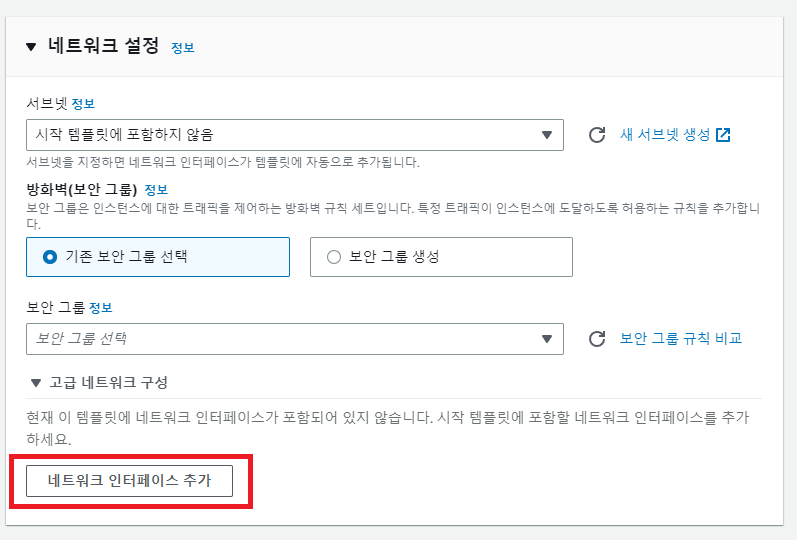 네트워크 설정 정보
서브넷 정보
시작 템플릿에 포함하지 않음
새 서브넷 생성
서브넷을 지정하면 네트워크 인터페이스가 템플릿에 자동으로 추가됩니다.
방화벽(보안 그룹) 정보
보안 그룹은 인스턴스에 대한 트래픽을 제어하는 방화벽 규칙 세트입니다. 특정 트래픽이 인스턴스에 도달하도록 허용하는 규칙을 추가합니
다.
기존 보안 그룹 선택
보안 그룹 생성
보안 그룹 정보
보안 그룹 선택
보안 그룹 규칙 비교
고급 네트워크 구성
현재 이 템플릿에 네트워크 인터페이스가 포함되어 있지 않습니다. 시작 템플릿에 포함할 네트워크 인터페이스를 추가
하세요.
네트워크 인터페이스 추가